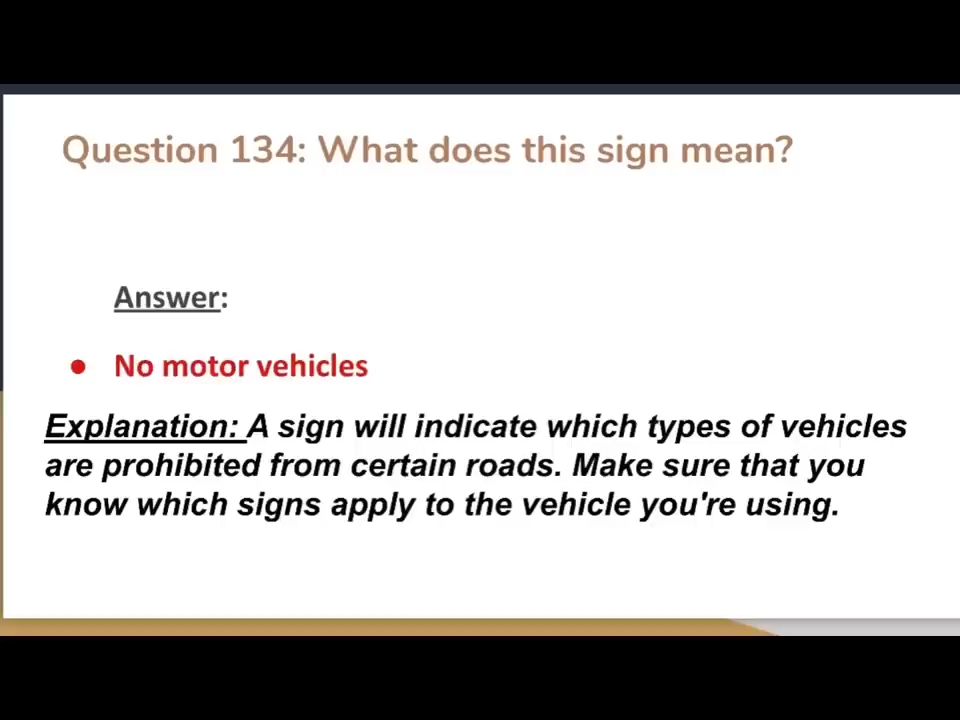 Question 134: What does this sign mean?
Answer:
● No motor vehicles
Explanation: A sign will indicate which types of vehicles
are prohibited from certain roads. Make sure that you
know which signs apply to the vehicle you're using.